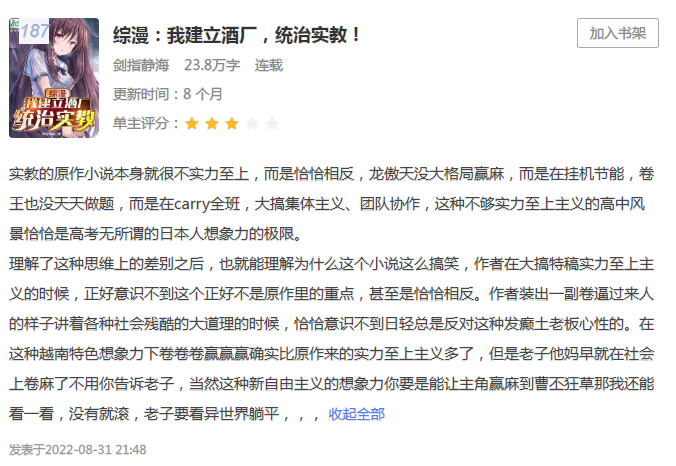 187
综漫
我建立酒厂
统治实教
综漫：我建立酒厂，统治实教！
加入书架
剑指静海 23.8万字 连载
更新时间：8 个月
单主评分：
实教的原作小说本身就很不实力至上，而是恰恰相反，龙傲天没大格局赢麻，而是在挂机节能，卷
王也没天天做题，而是在carry全班，大搞集体主义、团队协作，这种不够实力至上主义的高中风
景恰恰是高考无所谓的日本人想象力的极限。
理解了这种思维上的差别之后，也就能理解为什么这个小说这么搞笑，作者在大搞特稿实力至上主
义的时候，正好意识不到这个正好不是原作里的重点，甚至是恰恰相反。作者装出一副卷逼过来人
的样子讲着各种社会残酷的大道理的时候，恰恰意识不到日轻总是反对这种发癫土老板心性的。在
这种越南特色想象力下卷卷卷赢赢赢确实比原作来的实力至上主义多了，但是老子他妈早就在社会
上卷麻了不用你告诉老子，当然这种新自由主义的想象力你要是能让主角赢麻到曹丕狂草那我还能
看一看，没有就滚，老子要看异世界躺平，，， 收起全部
发表于2022-08-31 21:48